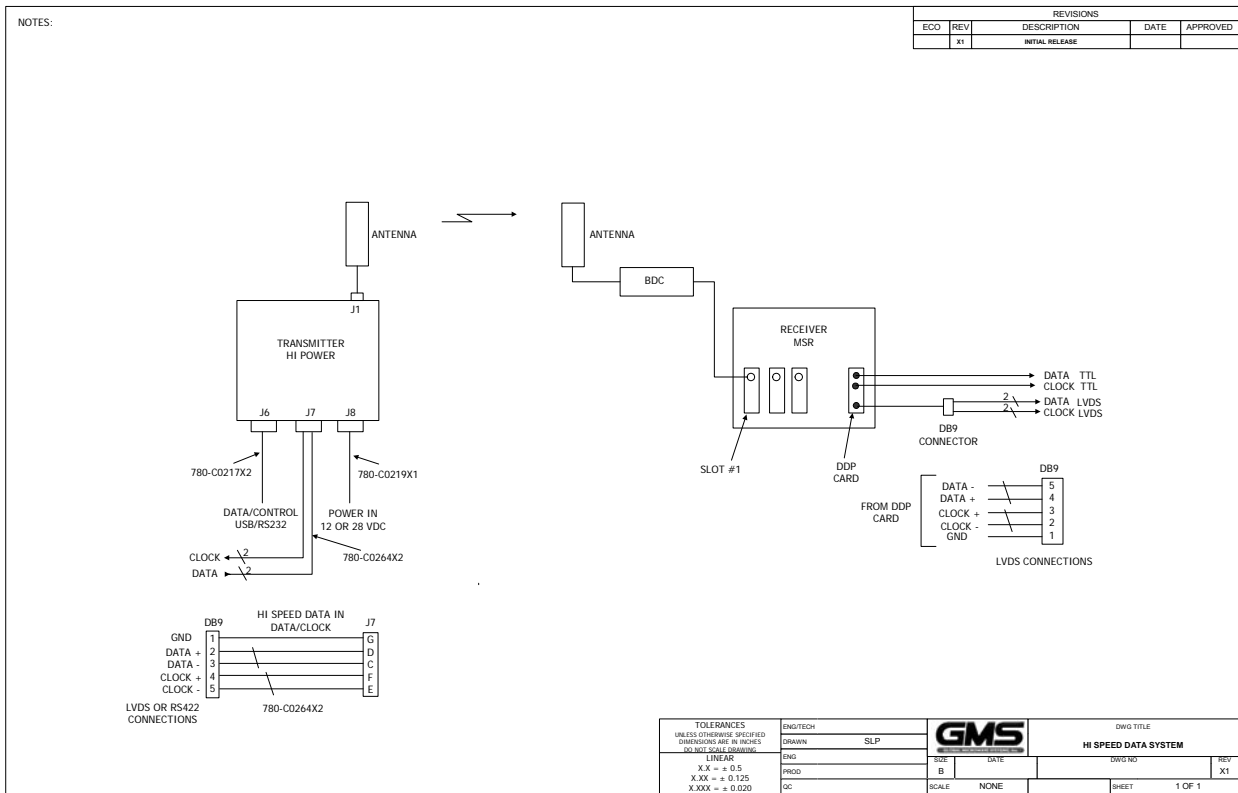 NOTES:
REVISIONS
ECO REV DESCRIPTION DATE APPROVED
X1 INITIAL RELEASE
ANTENNA
ANTENNA
BDC
J1
TRANSMITTER
HI POWER
RECEIVER
MSR
J6 J7 J8
DATA TTL
CLOCK TTL
2 DATA LVDS
2 CLOCK LVDS
DB9
CONNECTOR
780-C0217X2
780-C0219X1
SLOT #1
DDP
CARD
DATA/CONTROL
USB/RS232
POWER IN
12 OR 28 VDC
780-C0264X2
CLOCK 2
DATA 2
DB9
FROM DDP
CARD
DATA - 5
DATA + 4
CLOCK + 3
CLOCK - 2
GND 1
LVDS CONNECTIONS
HI SPEED DATA IN
DATA/CLOCK
DB9 J7
GND 1 G
DATA + 2 D
DATA - 3 C
CLOCK + 4 F
CLOCK - 5 E
LVDS OR RS422
CONNECTIONS
780-C0264X2
TOLERANCES
UNLESS OTHERWISE SPECIFIED
DIMENSIONS ARE IN INCHES
DO NOT SCALE DRAWING
LINEAR
X.X = ± 0.5
X.XX = ± 0.125
X.XXX = ± 0.020
ENG/TECH
DRAWN SLP
ENG
PROD
QC
GMS
GLOBAL MICROWAVE SYSTEMS, Inc.
DWG TITLE
HI SPEED DATA SYSTEM
SIZE DATE DWG NO REV
B X1
SCALE NONE SHEET 1 OF 1